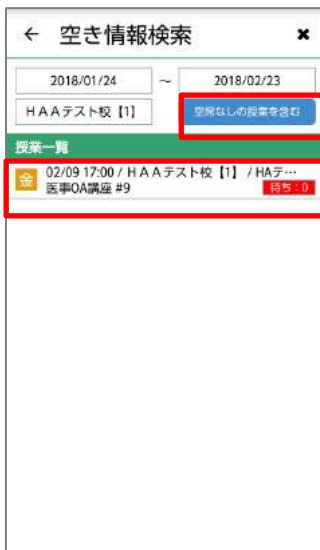 ← 空き情報検索 ✖
2018/01/24 ～ 2018/02/23
ＨＡＡテスト校【1】 空席なしの授業を含む
授業一覧
金 02/09 17:00 / ＨＡＡテスト校【1】 / HAテ…
医事OA講座 #9 待ち：0